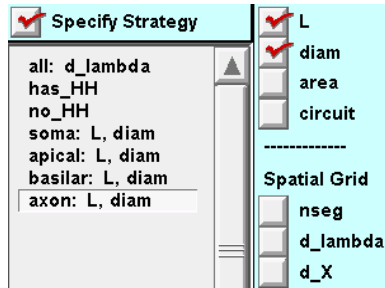 Specify Strategy
all: d_lambda
has_HH
no_HH
soma: L, diam
apical: L, diam
basilar: L, diam
axon: L, diam
L
diam
area
circuit
-------------
Spatial Grid
nseg
d_lambda
d_X